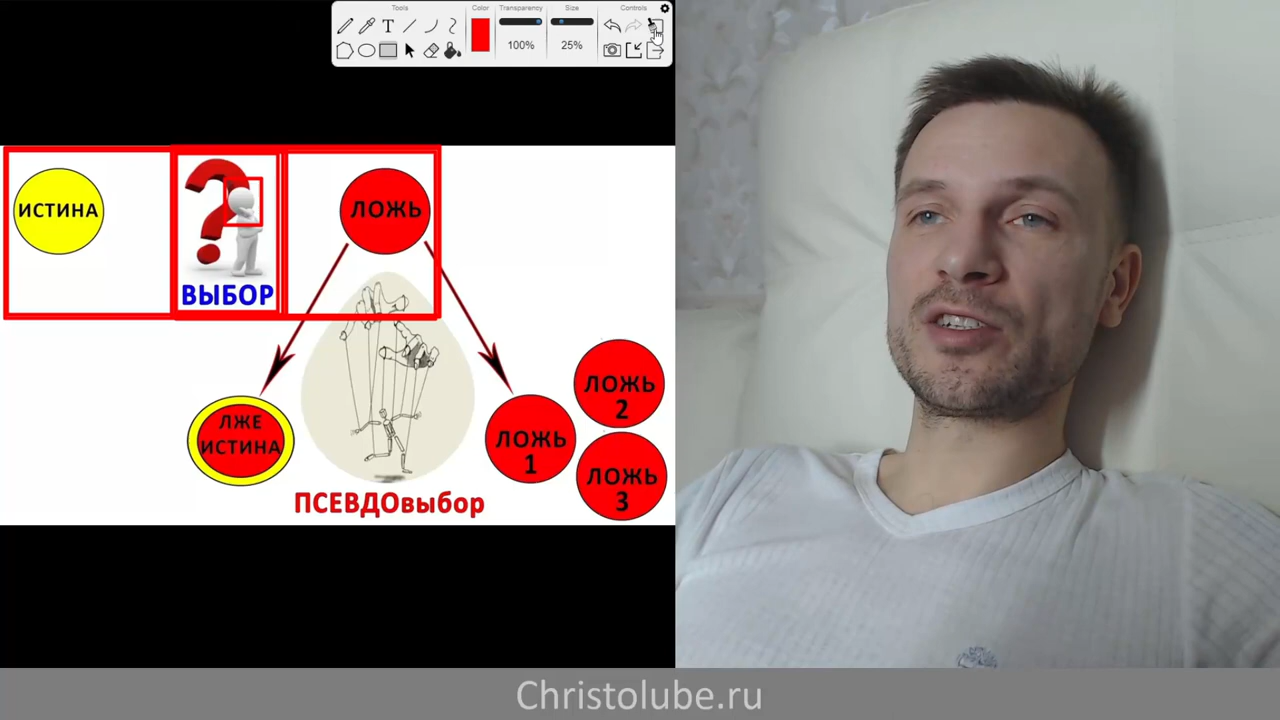 Tools
Color
Transparency
Size
Controls
T
100%
25%
ИСТИНА
ВЫБОР
ЛОЖЬ
ЛЖЕ
ИСТИНА
ЛОЖЬ
1
ЛОЖЬ
2
ЛОЖЬ
3
ПСЕВДОвыбор
Christolube.ru